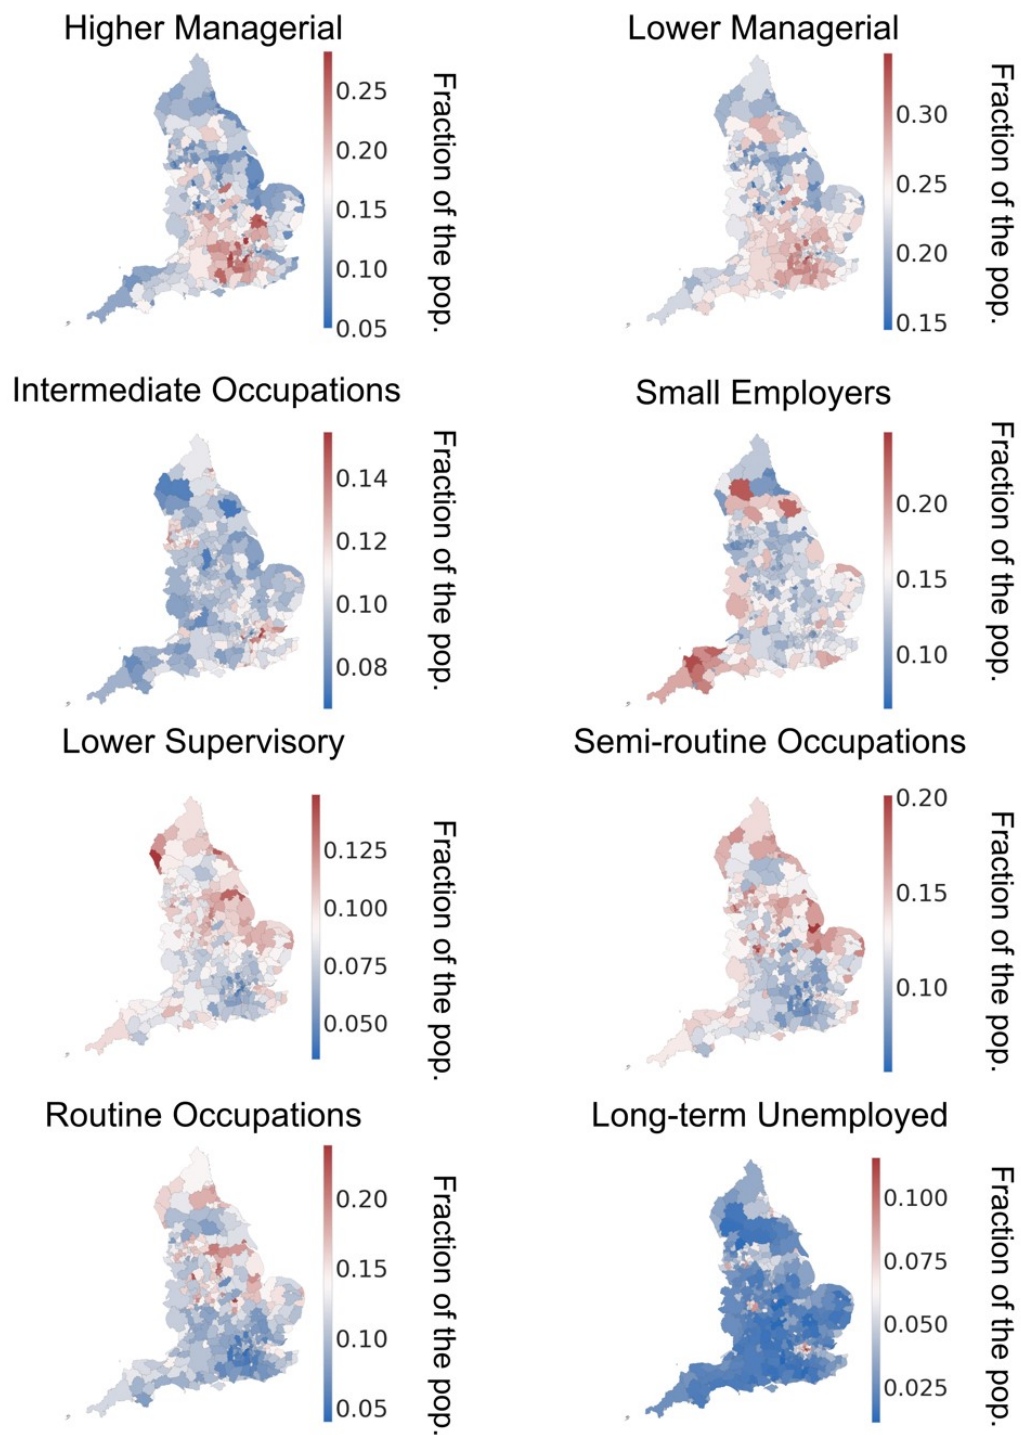 Higher Managerial
0.25
0.20
0.15
0.10
0.05
Fraction of the pop.
Lower Managerial
0.30
0.25
0.20
0.15
Fraction of the pop.
Intermediate Occupations
0.14
0.12
0.10
0.08
Fraction of the pop.
Small Employers
0.20
0.15
0.10
Fraction of the pop.
Lower Supervisory
0.125
0.100
0.075
0.050
Fraction of the pop.
Semi-routine Occupations
0.20
0.15
0.10
Fraction of the pop.
Routine Occupations
0.20
0.15
0.10
0.05
Fraction of the pop.
Long-term Unemployed
0.100
0.075
0.050
0.025
Fraction of the pop.